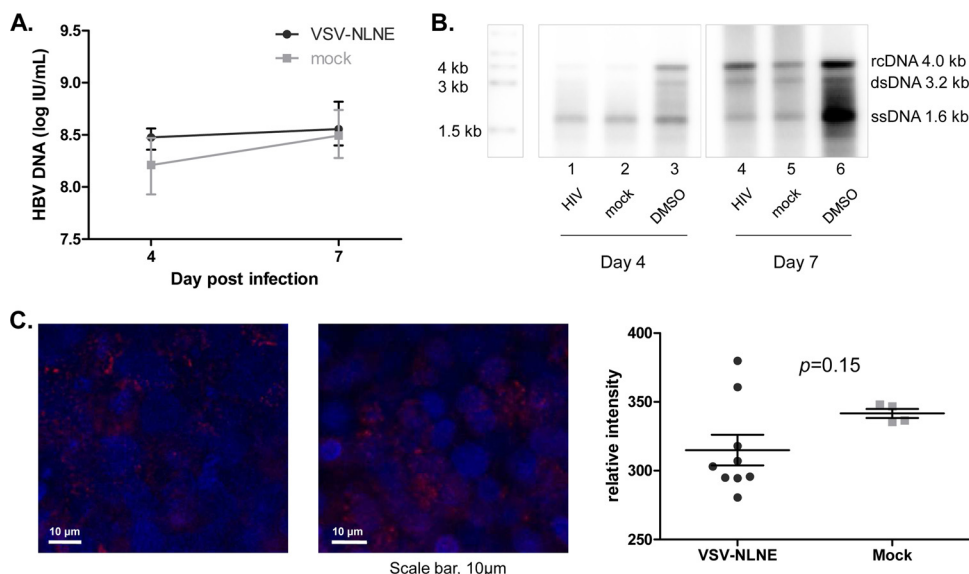 A.
VSV-NLNE
mock
HBV DNA (log IU/mL)
9.5
9.0
8.5
8.0
7.5
4
7
Day post infection
B.
4 kb
3 kb
1.5 kb
rcDNA 4.0 kb
dsDNA 3.2 kb
ssDNA 1.6 kb
1
2
3
4
5
6
HIV
mock
DMSO
HIV
mock
DMSO
Day 4
Day 7
C.
10 µm
10 µm
Scale bar. 10µm
relative intensity
400
350
300
250
p=0.15
VSV-NLNE
Mock